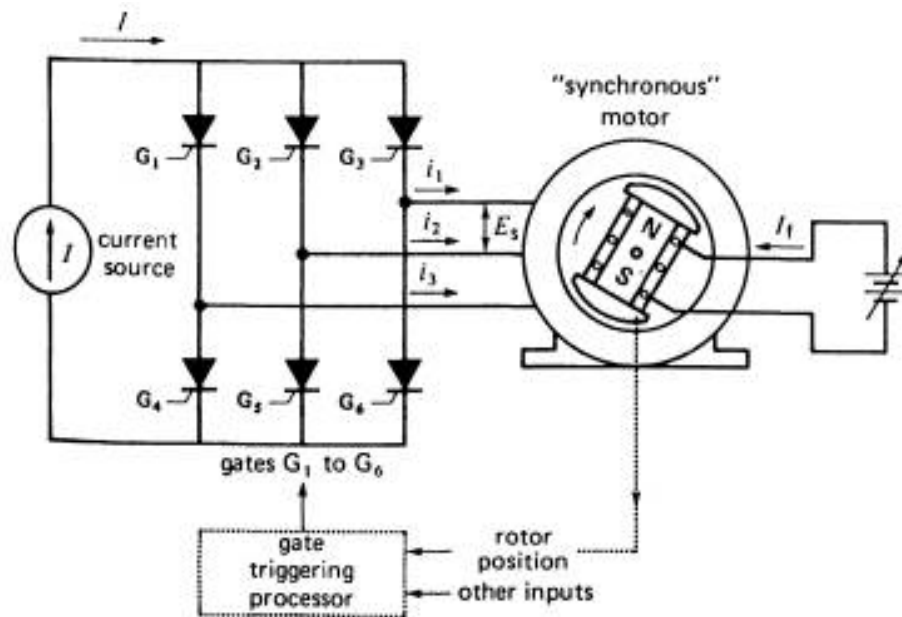 I
"synchronous"
motor
G₁
G₂
G₃
i₁
i₂
Eₛ
i₃
I
current
source
N
S
I_f
G₄
G₅
G₆
gates G₁ to G₆
gate
triggering
processor
rotor
position
other inputs